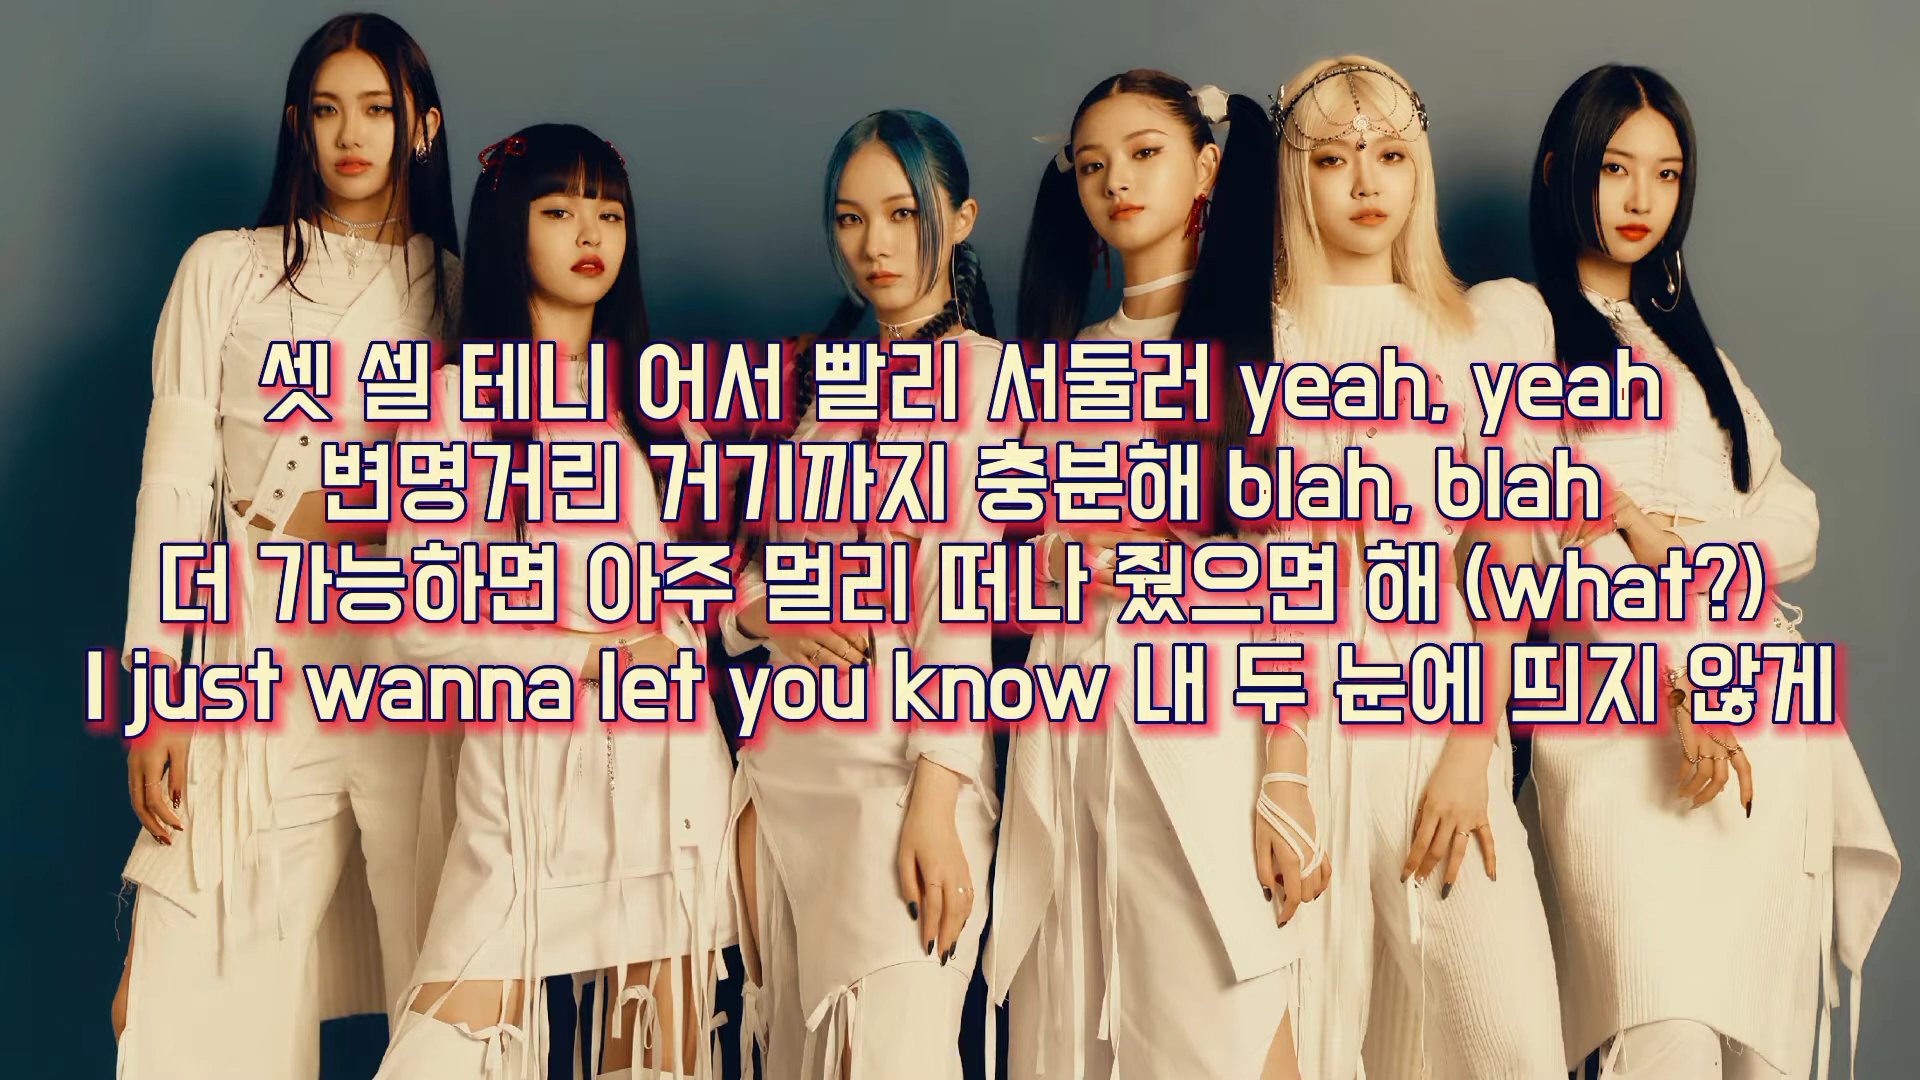 셋 셀 테니 어서 빨리 서둘러 yeah, yeah
변명거린 거기까지 충분해 blah, blah
더 가능하면 아주 멀리 떠나 줬으면 해 (what?)
I just wanna let you know 내 두 눈에 띄지 않게